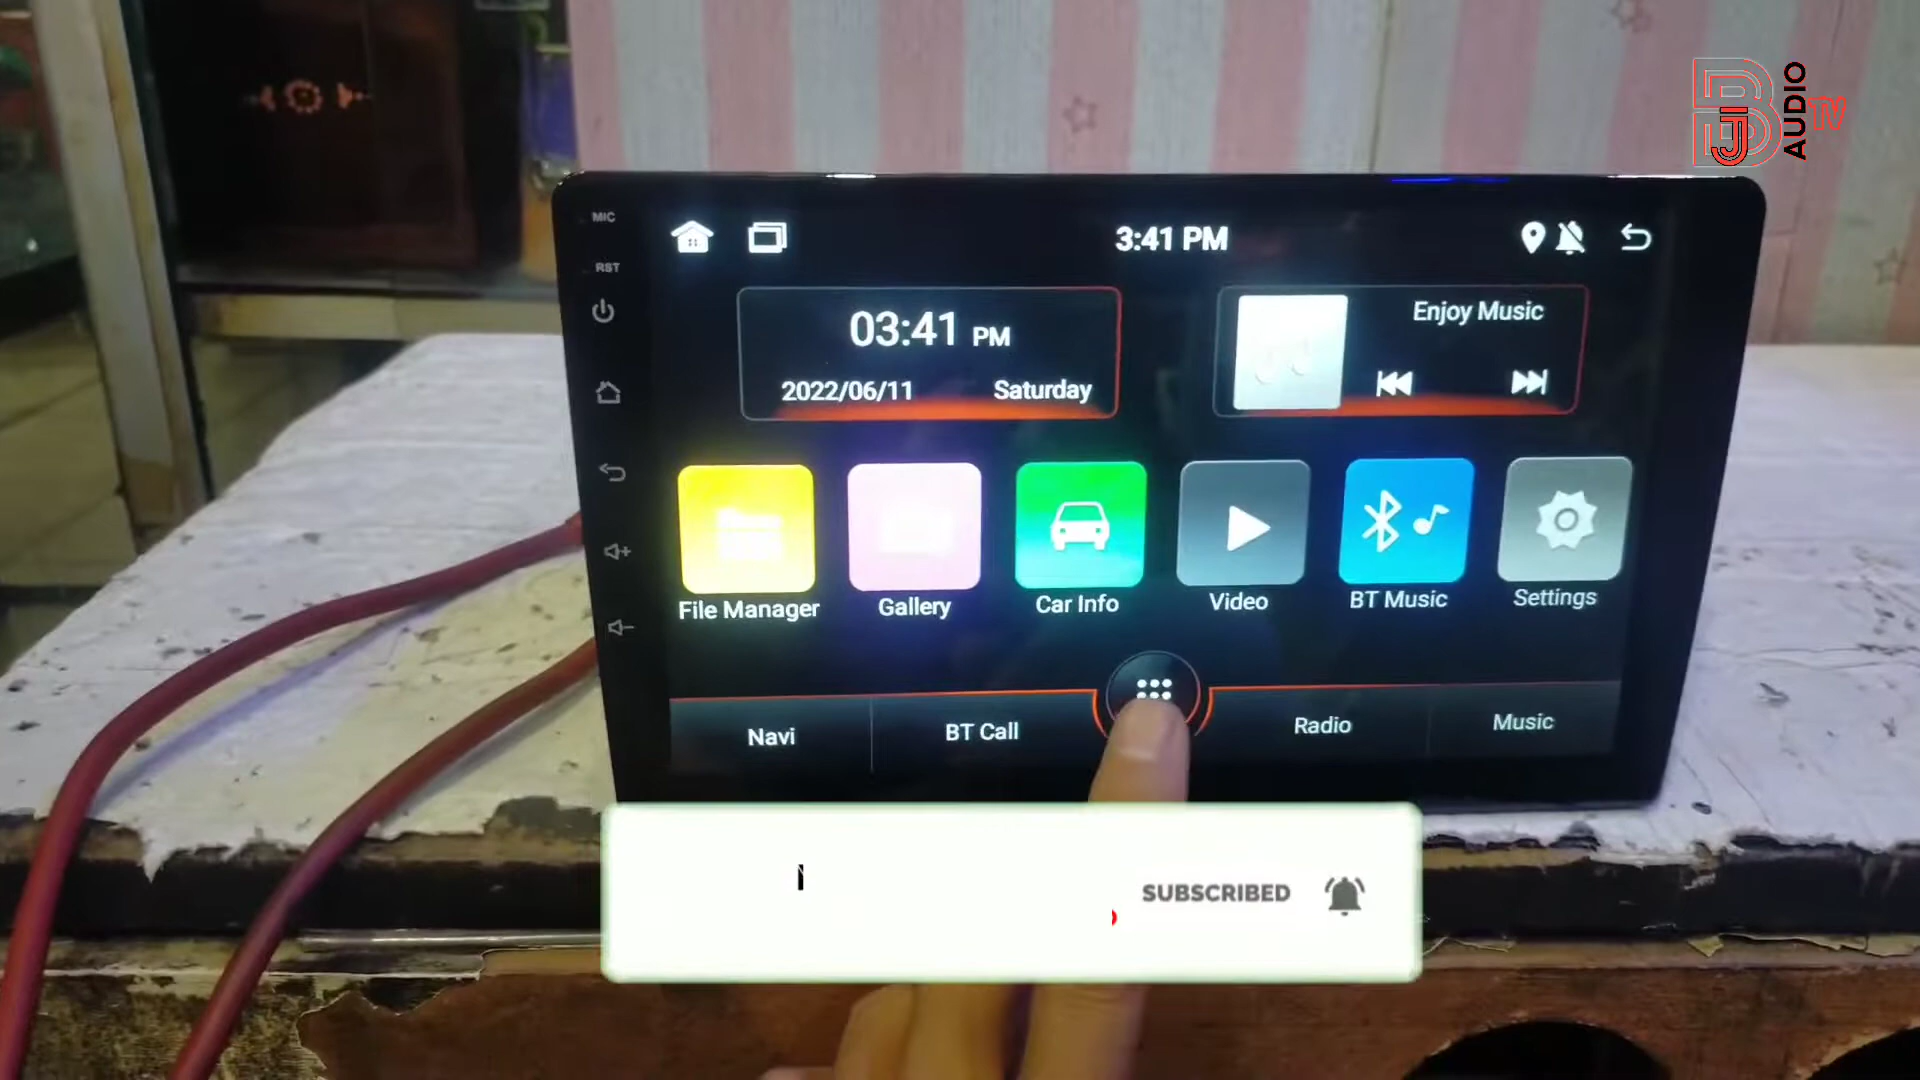 BJ AUDIO TV
MIC
RST
3:41 PM
03:41 PM
2022/06/11 Saturday
Enjoy Music
File Manager
Gallery
Car Info
Video
BT Music
Settings
Navi
BT Call
Radio
Music
SUBSCRIBED